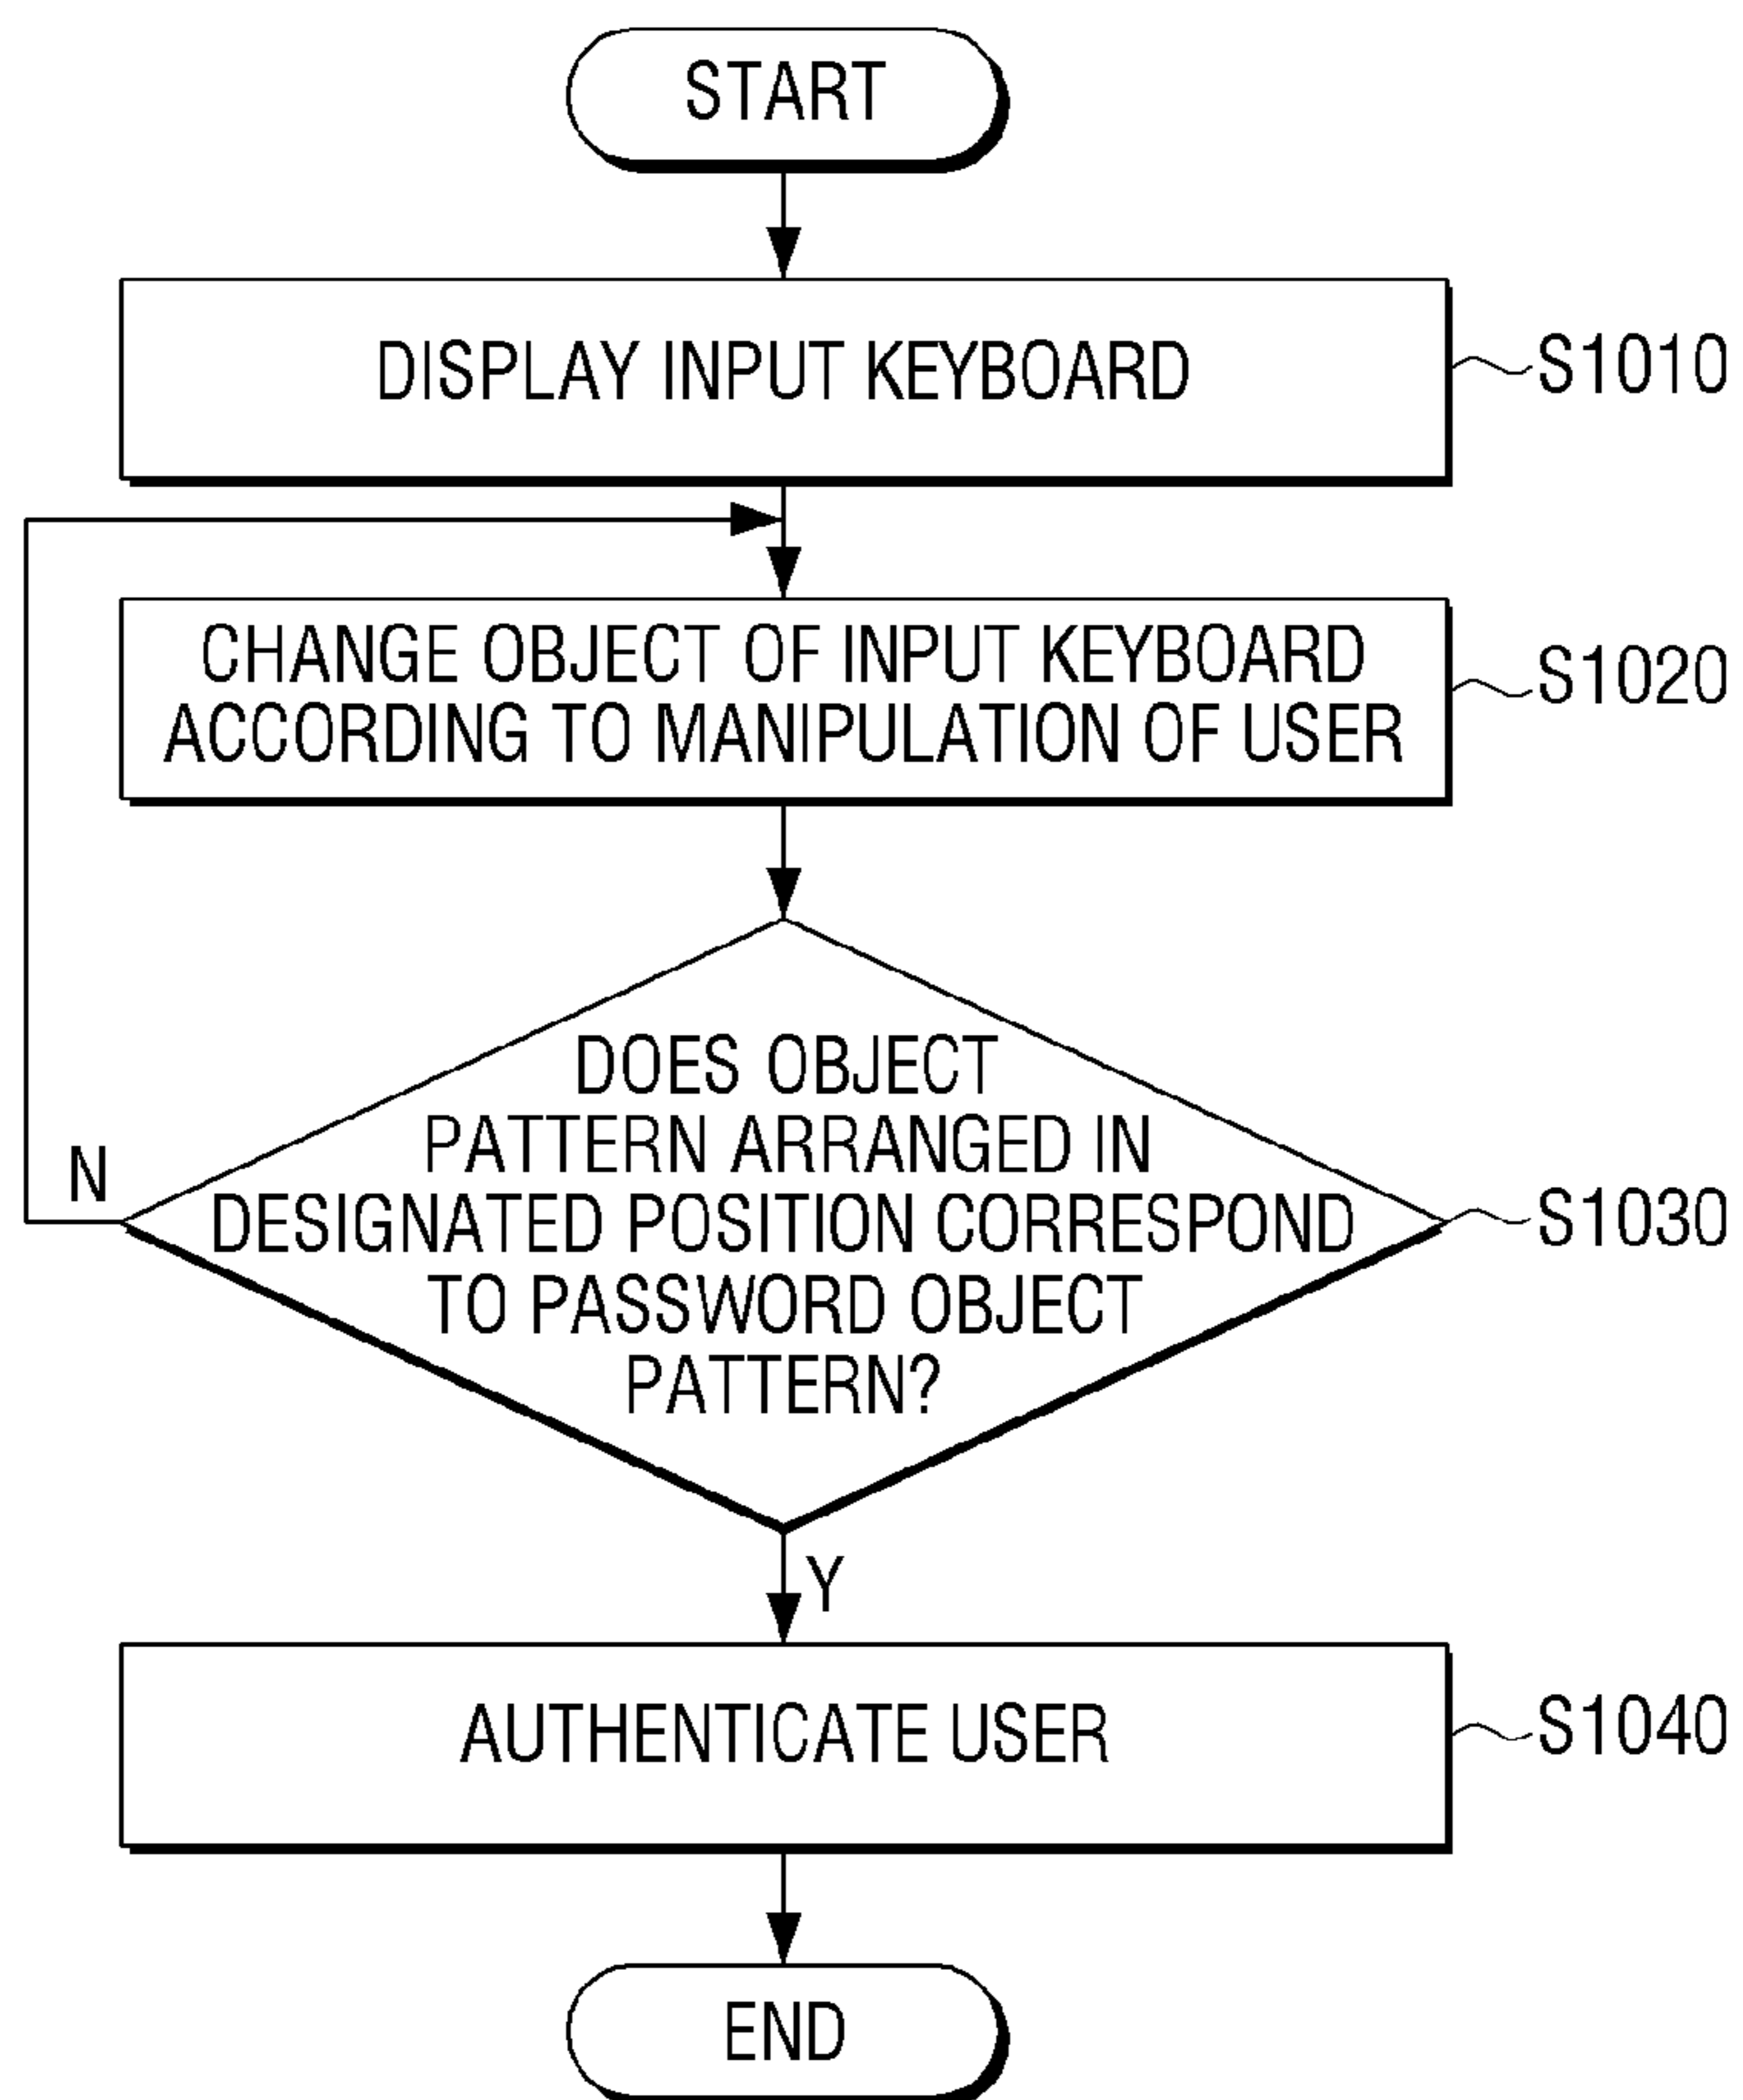 START
DISPLAY INPUT KEYBOARD
S1010
CHANGE OBJECT OF INPUT KEYBOARD
ACCORDING TO MANIPULATION OF USER
S1020
DOES OBJECT
PATTERN ARRANGED IN
DESIGNATED POSITION CORRESPOND
TO PASSWORD OBJECT
PATTERN?
N
S1030
Y
AUTHENTICATE USER
S1040
END